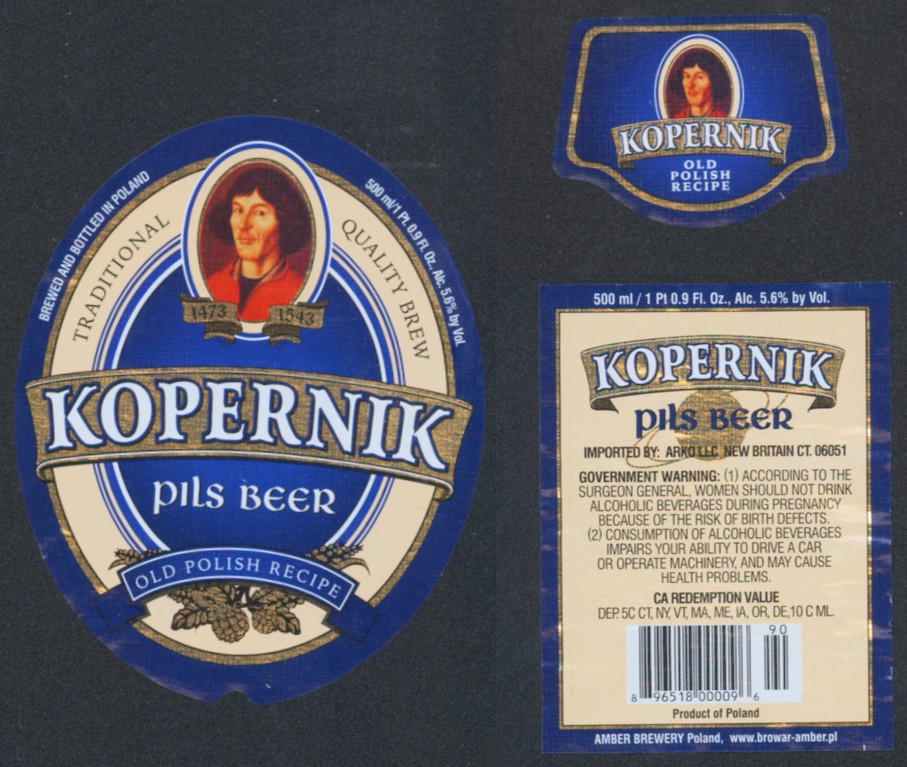 BREWED AND BOTTLED IN POLAND
500 ml/1 Pt. 0.9 Fl. Oz., Alc. 5.6% by Vol.
TRADITIONAL
QUALITY BREW
1473 1543
KOPERNIK
PILS BEER
OLD POLISH RECIPE
KOPERNIK
OLD
POLISH
RECIPE
500 ml / 1 Pt 0.9 Fl. Oz., Alc. 5.6% by Vol.
KOPERNIK
PILS BEER
IMPORTED BY: ARKO LLC NEW BRITAIN CT. 06051
GOVERNMENT WARNING: (1) ACCORDING TO THE
SURGEON GENERAL, WOMEN SHOULD NOT DRINK
ALCOHOLIC BEVERAGES DURING PREGNANCY
BECAUSE OF THE RISK OF BIRTH DEFECTS.
(2) CONSUMPTION OF ALCOHOLIC BEVERAGES
IMPAIRS YOUR ABILITY TO DRIVE A CAR
OR OPERATE MACHINERY, AND MAY CAUSE
HEALTH PROBLEMS.
CA REDEMPTION VALUE
DEP. 5C CT, NY, VT, MA, ME, IA, OR, DE,10 C ML.
90
8 96518 00009 6
Product of Poland
AMBER BREWERY Poland, www.browar-amber.pl